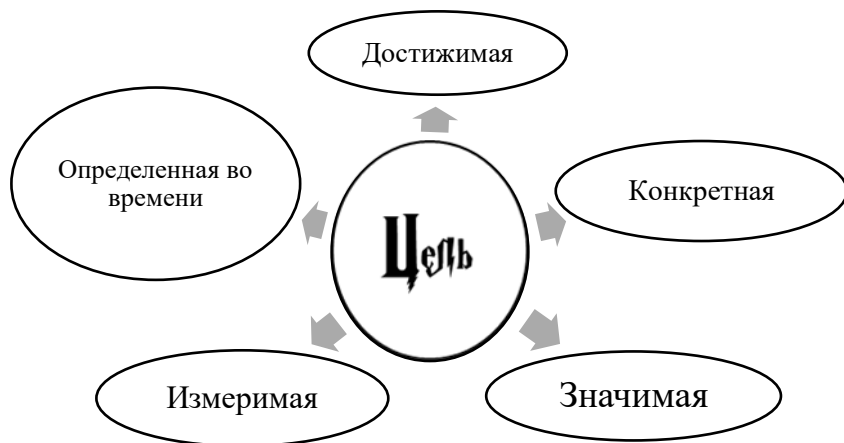 Достижимая
Определенная во
времени
Конкретная
Цель
Измеримая
Значимая